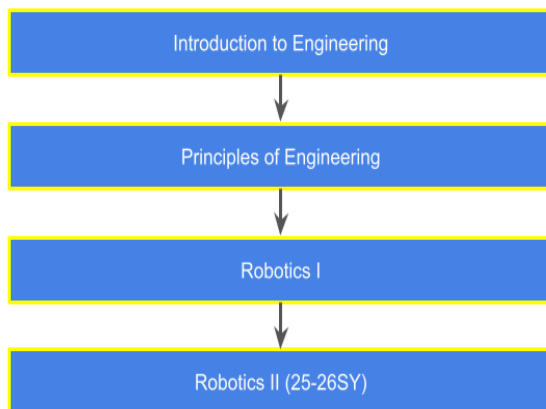 Introduction to Engineering
Principles of Engineering
Robotics I
Robotics II (25-26SY)